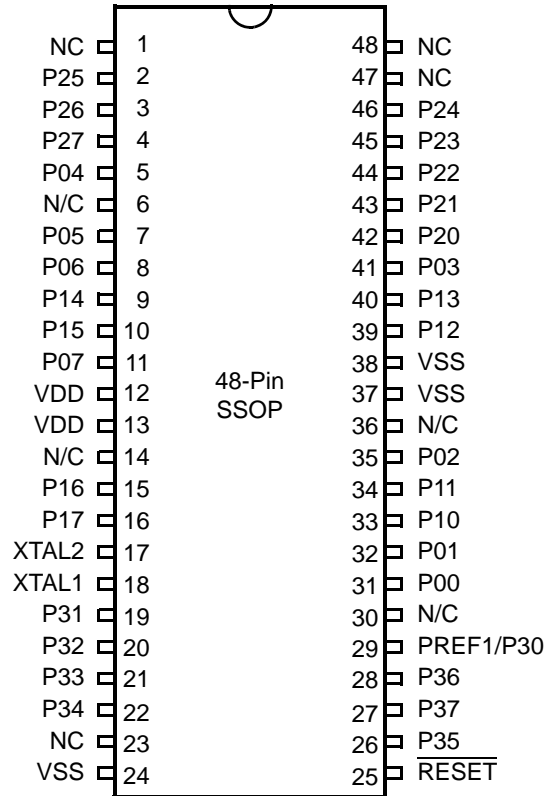 NC 1 48 NC
P25 2 47 NC
P26 3 46 P24
P27 4 45 P23
P04 5 44 P22
N/C 6 43 P21
P05 7 42 P20
P06 8 41 P03
P14 9 40 P13
P15 10 39 P12
P07 11 38 VSS
VDD 12 37 VSS
VDD 13 36 N/C
N/C 14 35 P02
P16 15 34 P11
P17 16 33 P10
XTAL2 17 32 P01
XTAL1 18 31 P00
P31 19 30 N/C
P32 20 29 PREF1/P30
P33 21 28 P36
P34 22 27 P37
NC 23 26 P35
VSS 24 25 RESET
48-Pin
SSOP